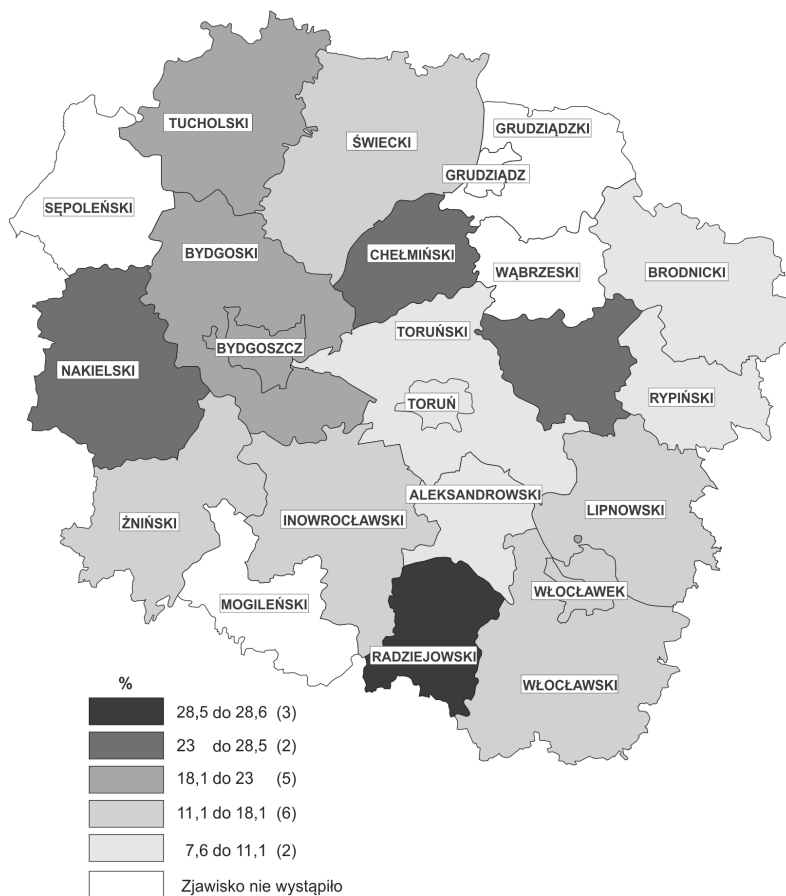 TUCHOLSKI
ŚWIECKI
GRUDZIĄDZKI
GRUDZIĄDZ
SĘPOLEŃSKI
BYDGOSKI
CHEŁMIŃSKI
WĄBRZESKI
BRODNICKI
TORUŃSKI
BYDGOSZCZ
NAKIELSKI
TORUŃ
RYPIŃSKI
ALEKSANDROWSKI
LIPNOWSKI
ŻNIŃSKI
INOWROCŁAWSKI
WŁOCŁAWEK
MOGILEŃSKI
RADZIEJOWSKI
WŁOCŁAWSKI
%
28,5 do 28,6 (3)
23 do 28,5 (2)
18,1 do 23 (5)
11,1 do 18,1 (6)
7,6 do 11,1 (2)
Zjawisko nie wystąpiło